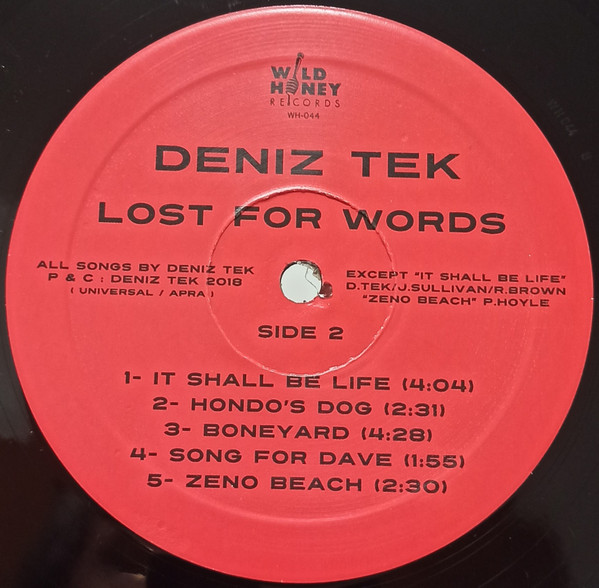 WILD
HONEY
RECORDS
WH-044
DENIZ TEK
LOST FOR WORDS
ALL SONGS BY DENIZ TEK
P & C : DENIZ TEK 2018
( UNIVERSAL / APRA )
EXCEPT "IT SHALL BE LIFE"
D.TEK/J.SULLIVAN/R.BROWN
"ZENO BEACH" P.HOYLE
SIDE 2
1- IT SHALL BE LIFE (4:04)
2- HONDO'S DOG (2:31)
3- BONEYARD (4:28)
4- SONG FOR DAVE (1:55)
5- ZENO BEACH (2:30)